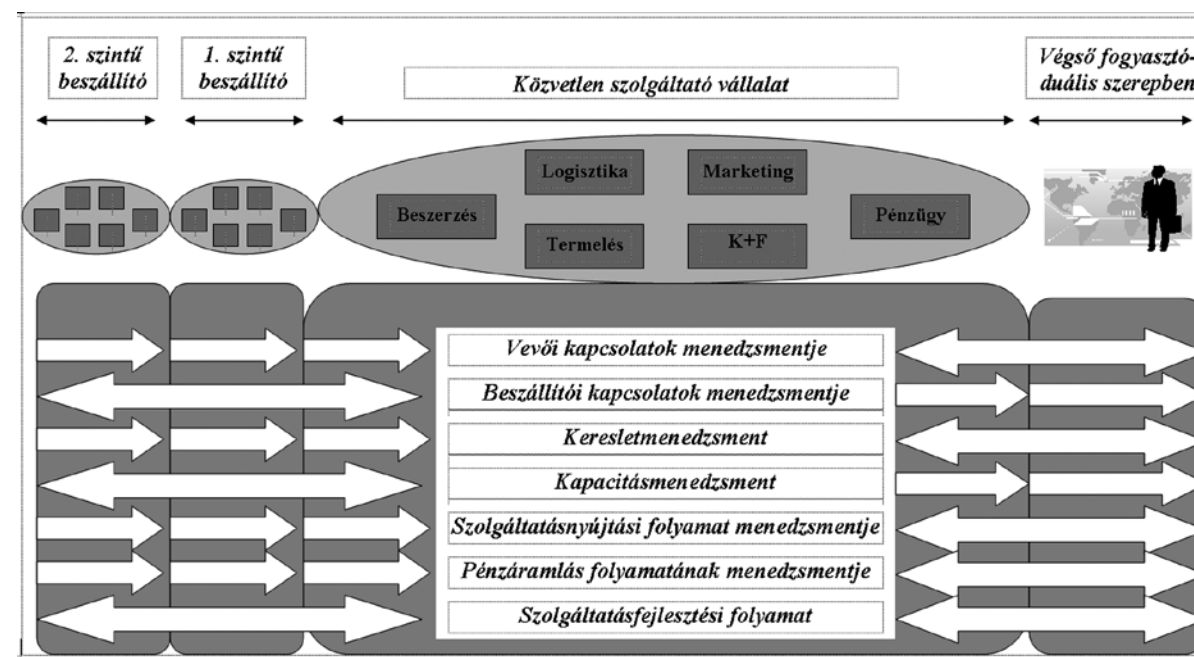 2. szintű
beszállító
1. szintű
beszállító
Közvetlen szolgáltató vállalat
Végső fogyasztó-
duális szerepben
Logisztika
Marketing
Beszerzés
Pénzügy
Termelés
K+F
Vevői kapcsolatok menedzsmentje
Beszállítói kapcsolatok menedzsmentje
Keresletmenedzsment
Kapacitásmenedzsment
Szolgáltatásnyújtási folyamat menedzsmentje
Pénzáramlás folyamatának menedzsmentje
Szolgáltatásfejlesztési folyamat